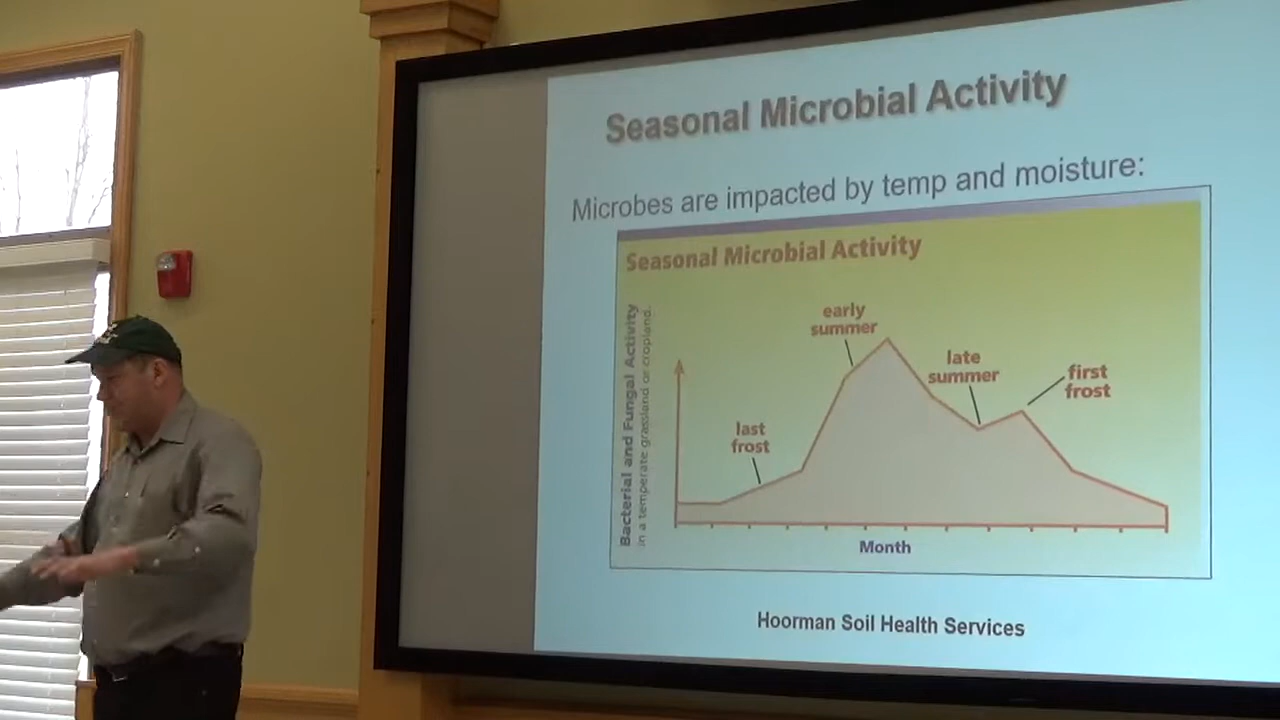 Seasonal Microbial Activity
Microbes are impacted by temp and moisture:
Seasonal Microbial Activity
Bacterial and Fungal Activity
in a temperate grassland or cropland.
last
frost
early
summer
late
summer
first
frost
Month
Hoorman Soil Health Services